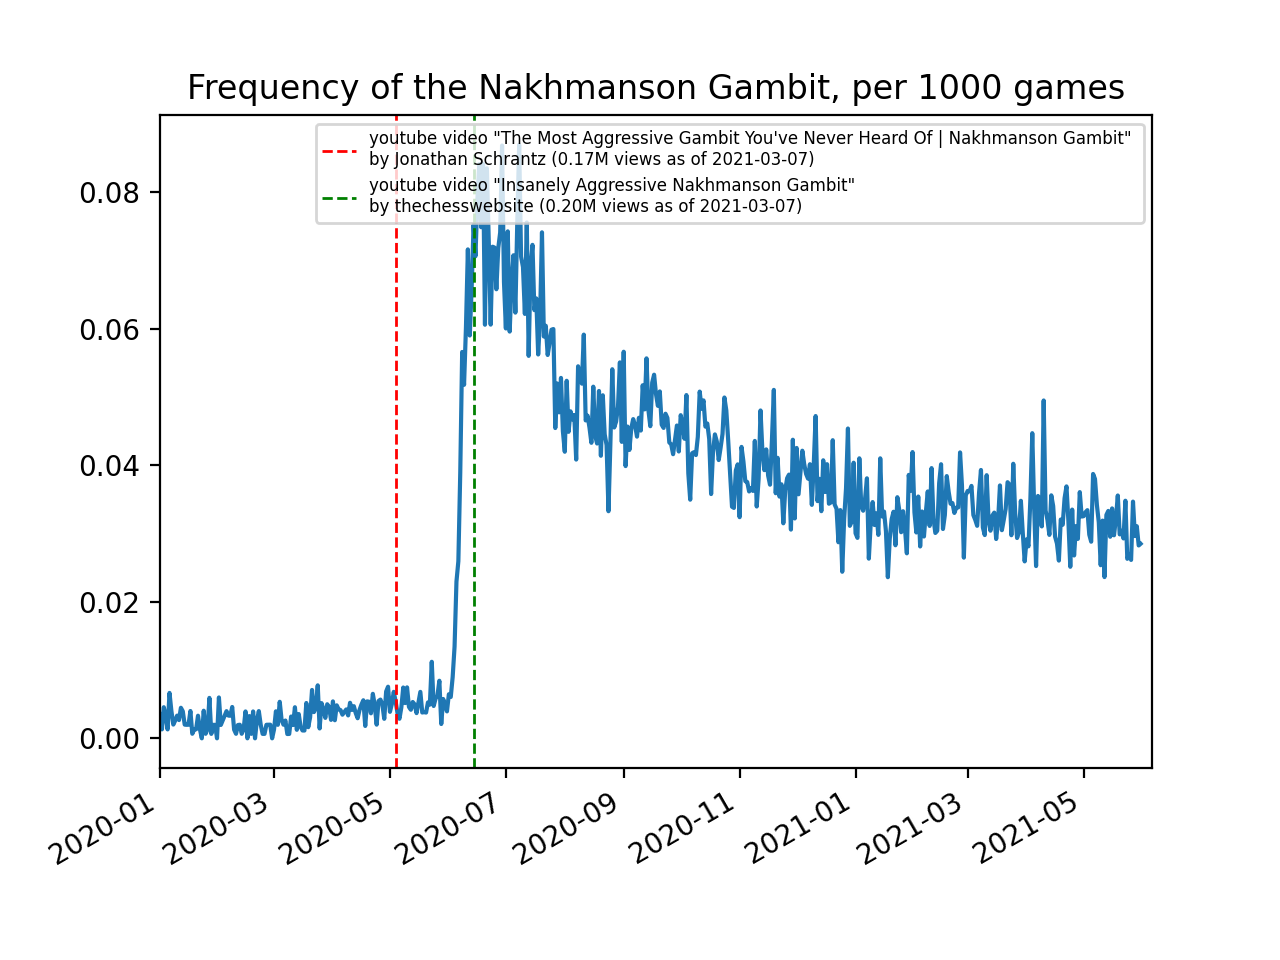 Frequency of the Nakhmanson Gambit, per 1000 games
youtube video "The Most Aggressive Gambit You've Never Heard Of | Nakhmanson Gambit"
by Jonathan Schrantz (0.17M views as of 2021-03-07)
youtube video "Insanely Aggressive Nakhmanson Gambit"
by thechesswebsite (0.20M views as of 2021-03-07)
0.08
0.06
0.04
0.02
0.00
2020-01
2020-03
2020-05
2020-07
2020-09
2020-11
2021-01
2021-03
2021-05